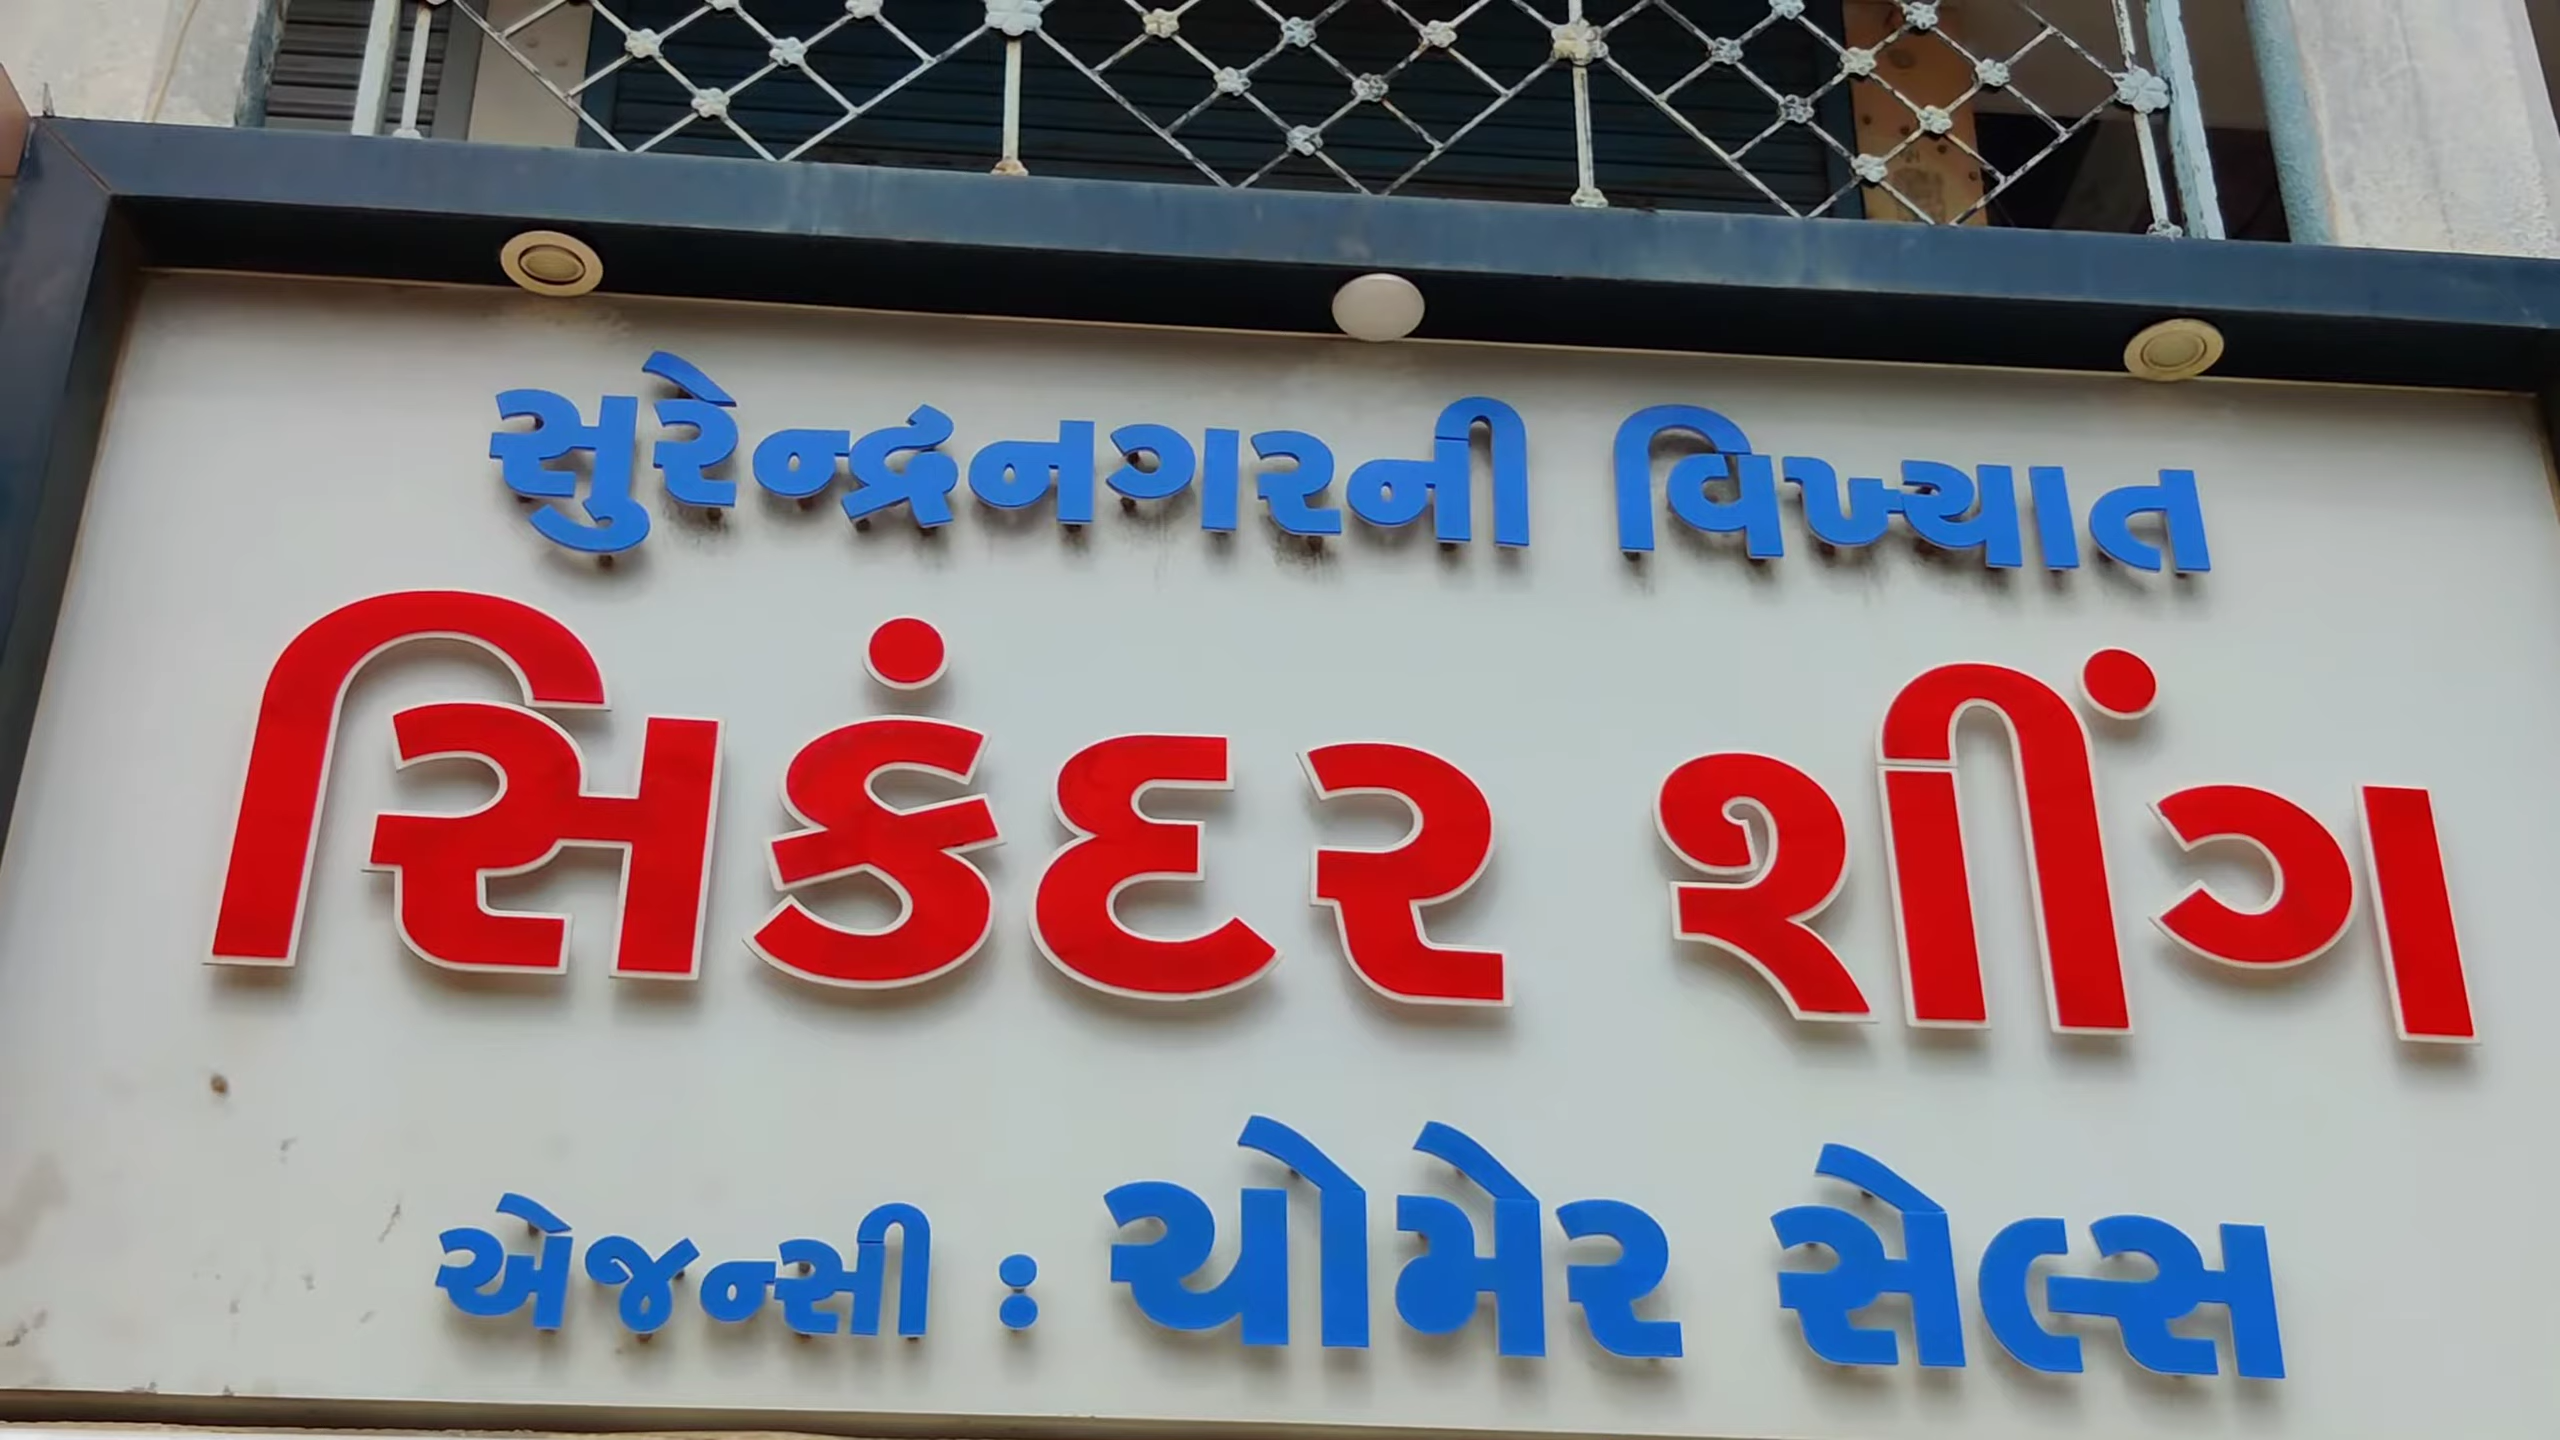 સુરેન્દ્રનગરની વિખ્યાત
સિકંદર શીંગ
એજન્સી : ચોમેર સેલ્સ